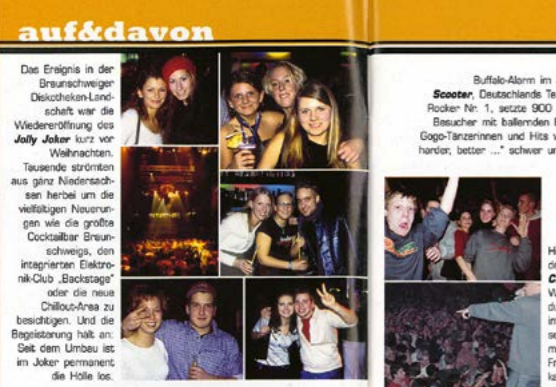 auf&davon
Das Ereignis in der
Braunschweiger
Diskotheken-Land-
schaft war die
Wiedereröffnung des
Jolly Joker kurz vor
Weihnachten.
Tausende strömten
aus ganz Niedersach-
sen herbei um die
vielfältigen Neuerun-
gen wie die größte
Cocktailbar Braun-
schweigs, den
integrierten Elektro-
nik-Club „Backstage"
oder die neue
Chillout-Area zu
besichtigen. Und die
Begeisterung hält an:
Seit dem Umbau ist
im Joker permanent
die Hölle los.
Buffalo-Alarm im
Scooter, Deutschlands Te
Rocker Nr. 1, setzte 900
Besucher mit ballernden
Gogo-Tänzerinnen und Hits
harder, better ..." schwer un